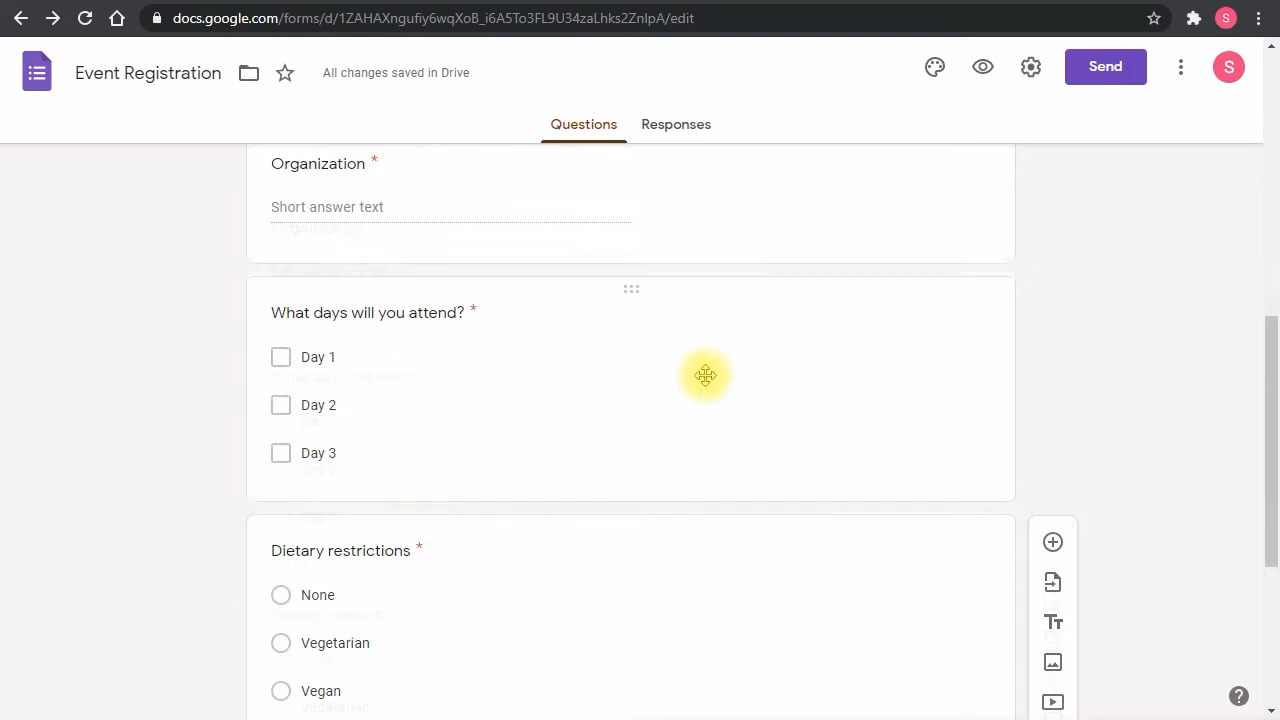 docs.google.com/forms/d/1ZAHAXngufiy6wqXoB_i6A5To3FL9U34zaLhks2ZnIpA/edit
S
Event Registration
All changes saved in Drive
Send
S
Questions
Responses
Organization *
Short answer text
What days will you attend? *
Day 1
Day 2
Day 3
Dietary restrictions *
None
Vegetarian
Vegan